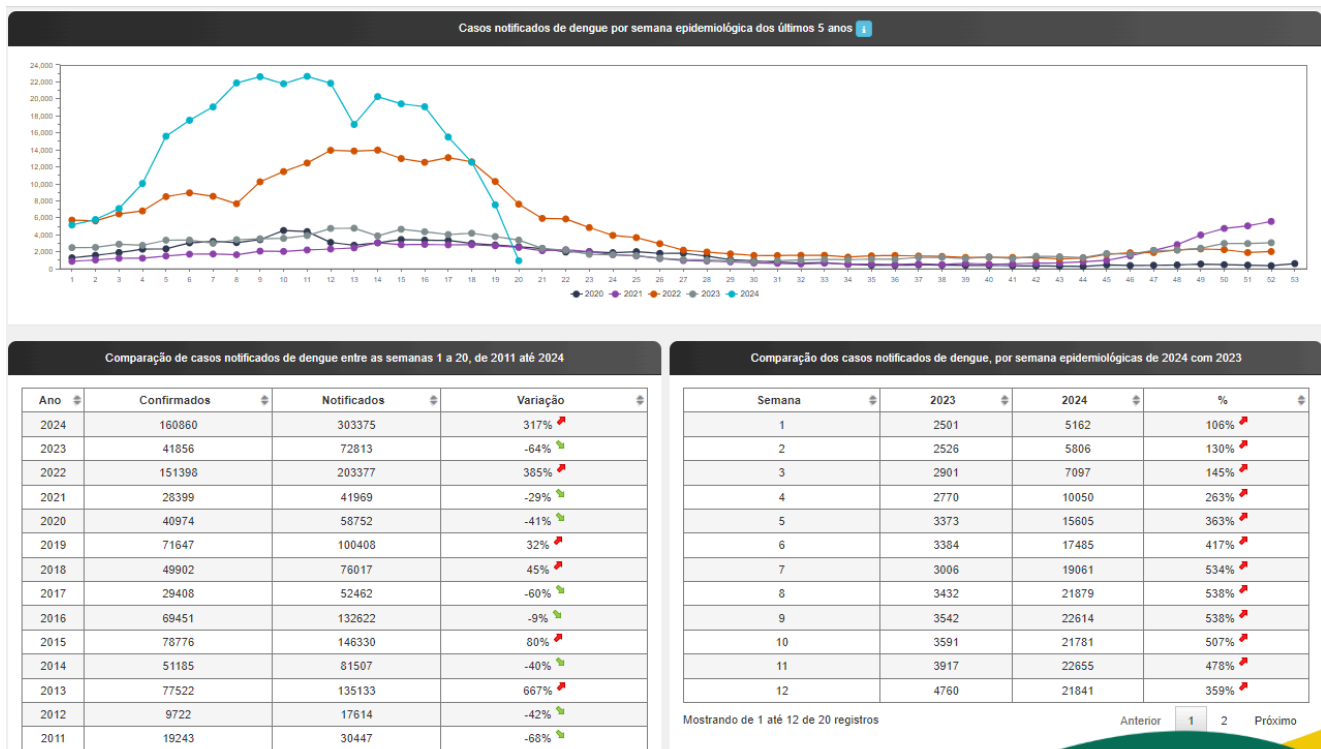 Casos notificados de dengue por semana epidemiológica dos últimos 5 anos i
24,000
22,000
20,000
18,000
16,000
14,000
12,000
10,000
8,000
6,000
4,000
2,000
0
1 2 3 4 5 6 7 8 9 10 11 12 13 14 15 16 17 18 19 20 21 22 23 24 25 26 27 28 29 30 31 32 33 34 35 36 37 38 39 40 41 42 43 44 45 46 47 48 49 50 51 52 53
2020 2021 2022 2023 2024
Comparação de casos notificados de dengue entre as semanas 1 a 20, de 2011 até 2024
Ano Confirmados Notificados Variação
2024 160860 303375 317%
2023 41856 72813 -64%
2022 151398 203377 385%
2021 28399 41969 -29%
2020 40974 58752 -41%
2019 71647 100408 32%
2018 49902 76017 45%
2017 29408 52462 -60%
2016 69451 132622 -9%
2015 78776 146330 80%
2014 51185 81507 -40%
2013 77522 135133 667%
2012 9722 17614 -42%
2011 19243 30447 -68%
Comparação dos casos notificados de dengue, por semana epidemiológicas de 2024 com 2023
Semana 2023 2024 %
1 2501 5162 106%
2 2526 5806 130%
3 2901 7097 145%
4 2770 10050 263%
5 3373 15605 363%
6 3384 17485 417%
7 3006 19061 534%
8 3432 21879 538%
9 3542 22614 538%
10 3591 21781 507%
11 3917 22655 478%
12 4760 21841 359%
Mostrando de 1 até 12 de 20 registros
Anterior 1 2 Próximo